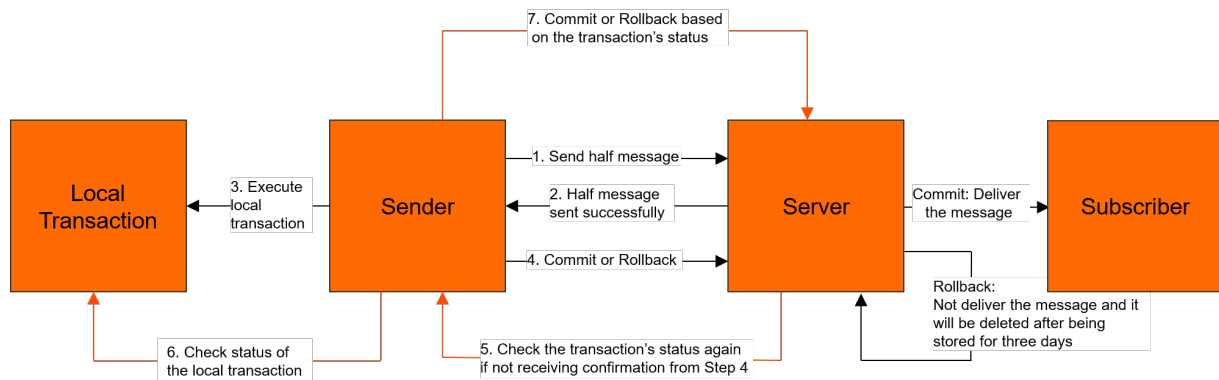 7. Commit or Rollback based
on the transaction's status
Local
Transaction
3. Execute
local
transaction
Sender
1. Send half message
2. Half message
sent successfully
4. Commit or Rollback
Server
Commit: Deliver
the message
Subscriber
Rollback:
Not deliver the message and it
will be deleted after being
stored for three days
6. Check status of
the local transaction
5. Check the transaction's status again
if not receiving confirmation from Step 4